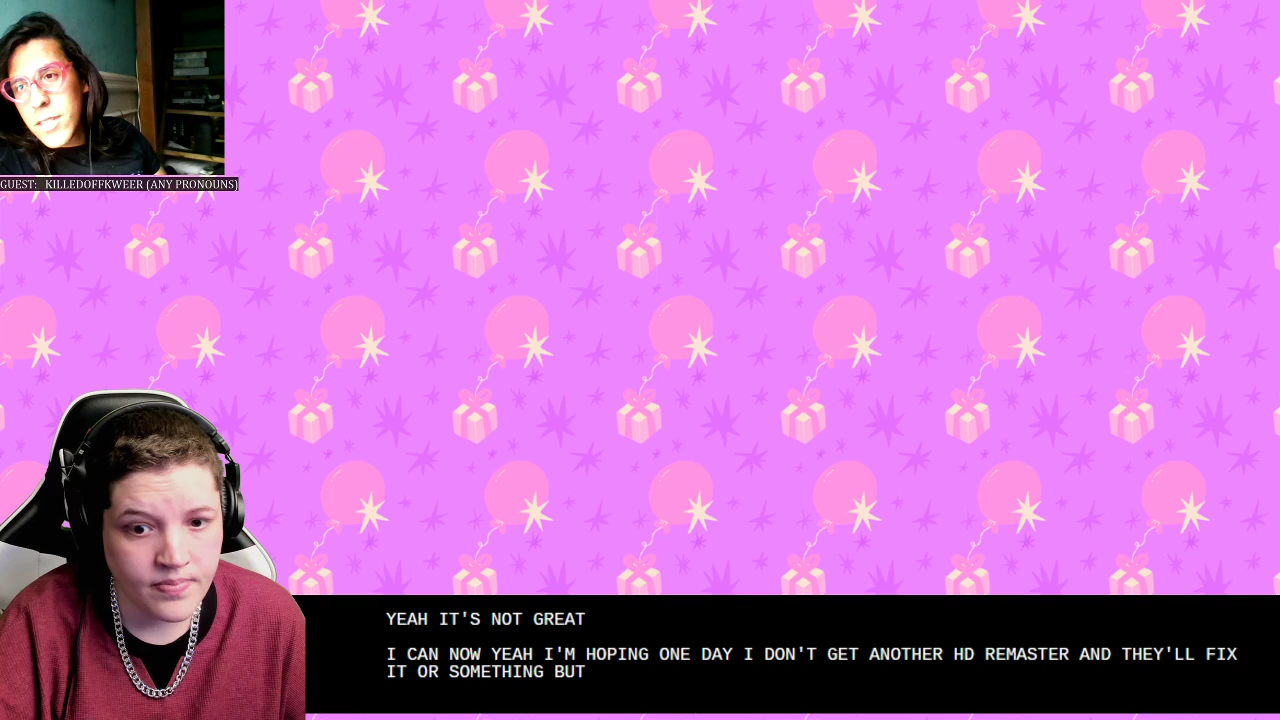 GUEST: KILLEDOFFKWEER (ANY PRONOUNS)
YEAH IT'S NOT GREAT
I CAN NOW YEAH I'M HOPING ONE DAY I DON'T GET ANOTHER HD REMASTER AND THEY'LL FIX
IT OR SOMETHING BUT